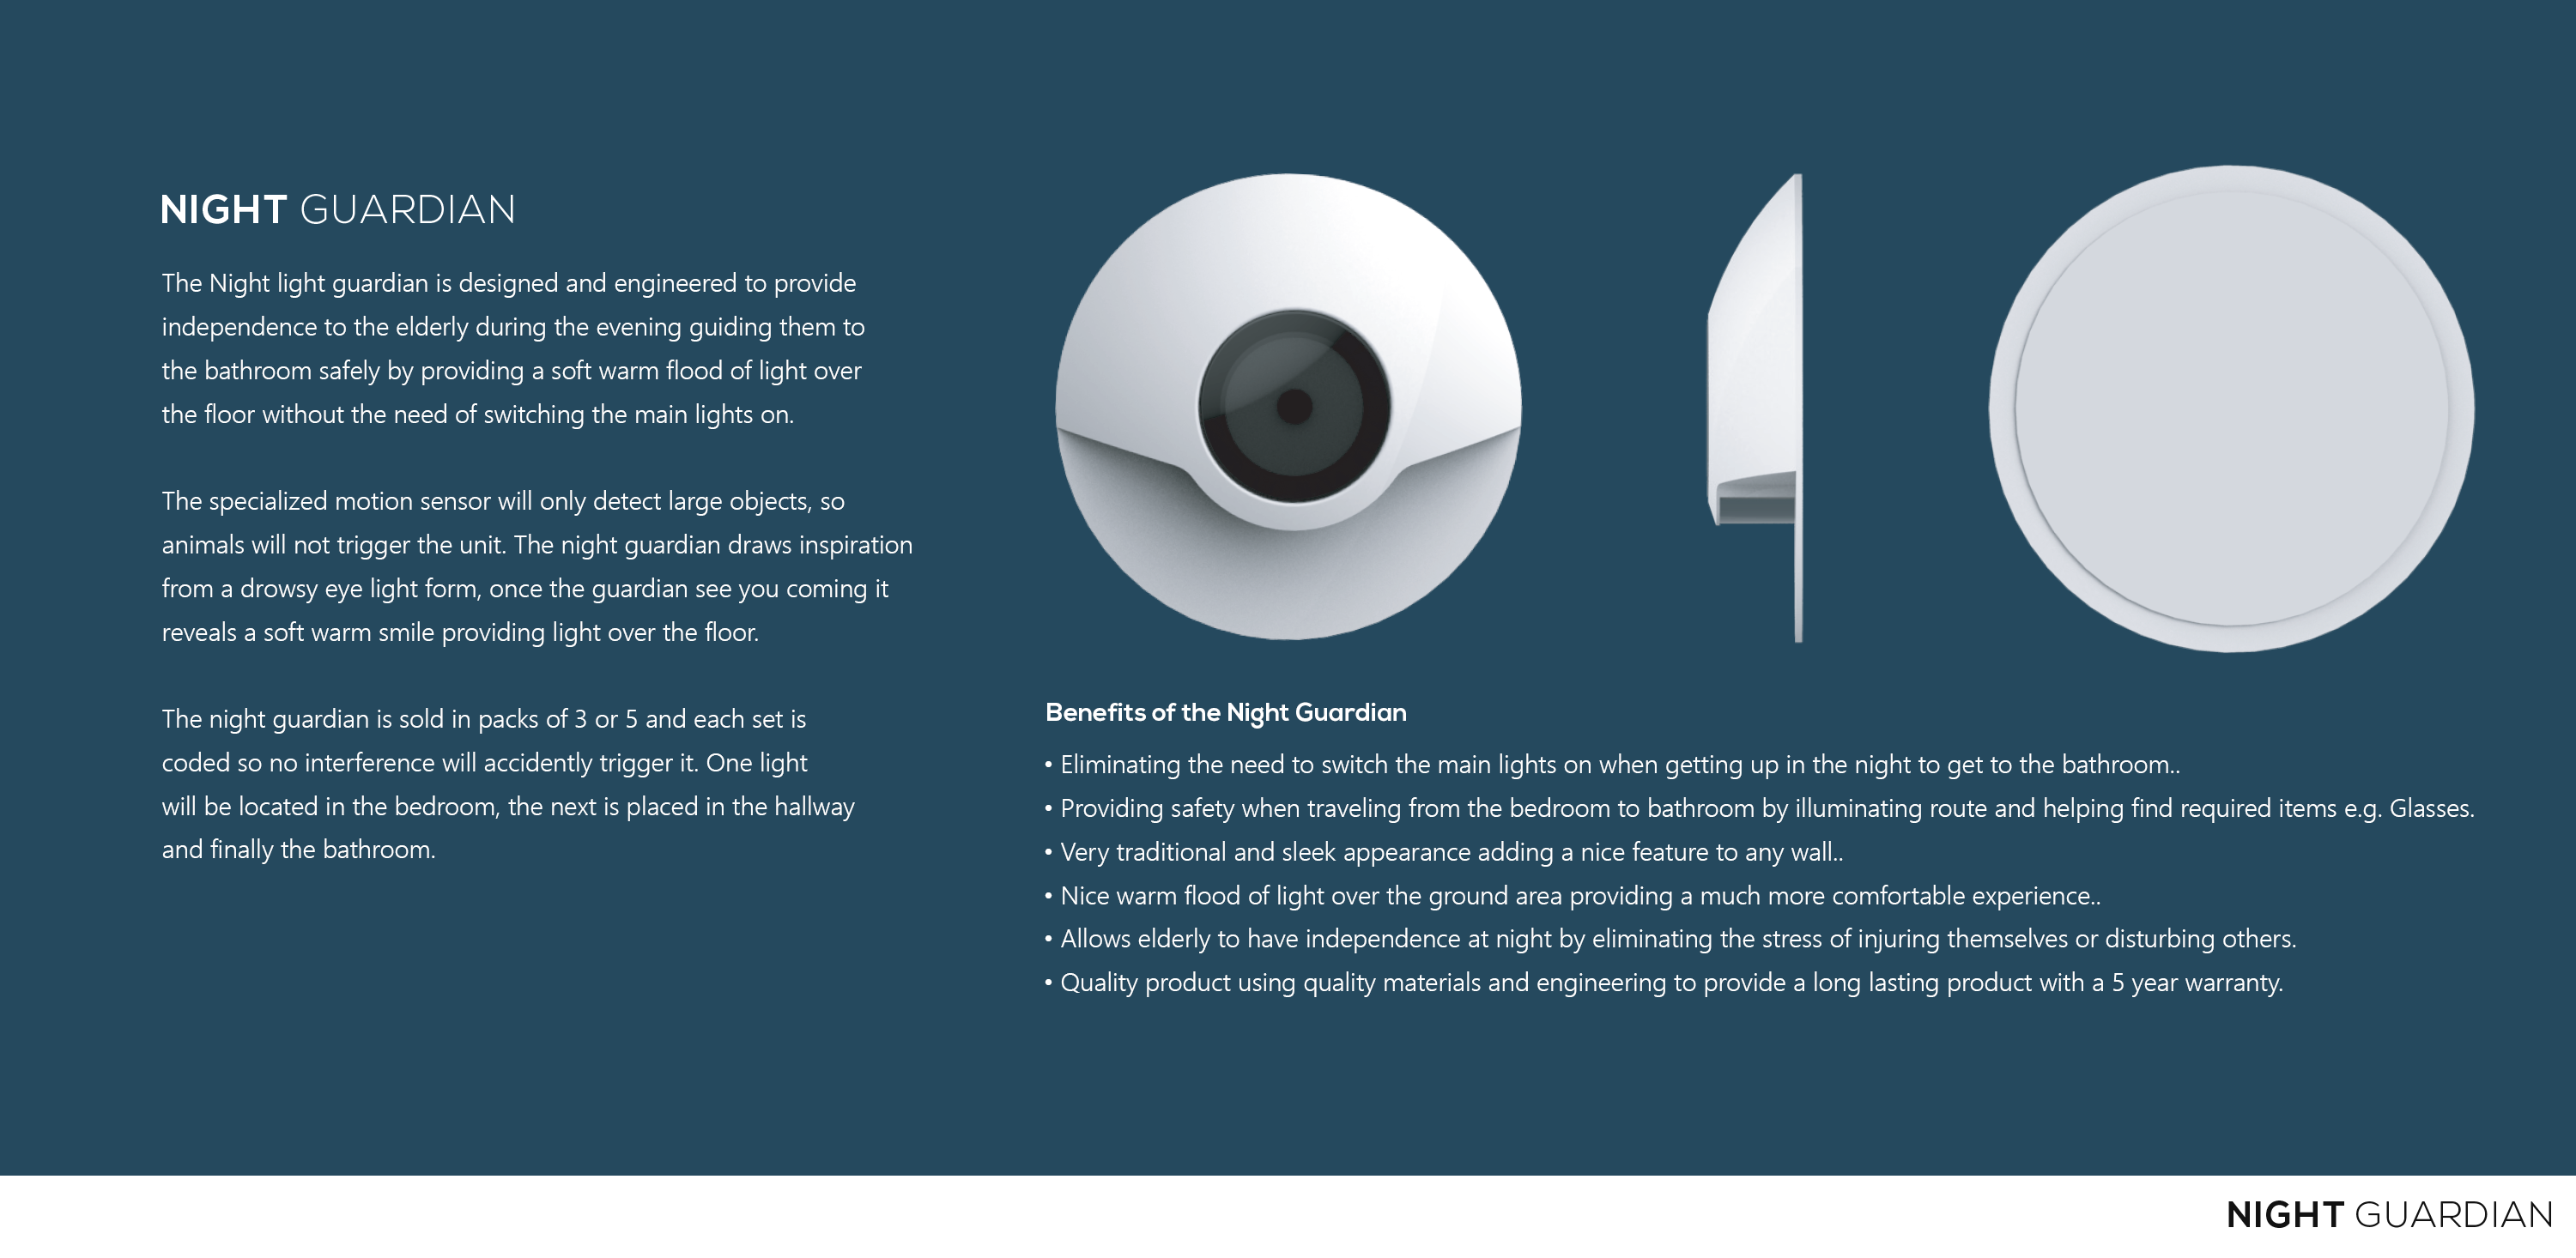 NIGHT GUARDIAN
The Night light guardian is designed and engineered to provide
independence to the elderly during the evening guiding them to
the bathroom safely by providing a soft warm flood of light over
the floor without the need of switching the main lights on.
The specialized motion sensor will only detect large objects, so
animals will not trigger the unit. The night guardian draws inspiration
from a drowsy eye light form, once the guardian see you coming it
reveals a soft warm smile providing light over the floor.
The night guardian is sold in packs of 3 or 5 and each set is
coded so no interference will accidently trigger it. One light
will be located in the bedroom, the next is placed in the hallway
and finally the bathroom.
Benefits of the Night Guardian
• Eliminating the need to switch the main lights on when getting up in the night to get to the bathroom..
• Providing safety when traveling from the bedroom to bathroom by illuminating route and helping find required items e.g. Glasses.
• Very traditional and sleek appearance adding a nice feature to any wall..
• Nice warm flood of light over the ground area providing a much more comfortable experience..
• Allows elderly to have independence at night by eliminating the stress of injuring themselves or disturbing others.
• Quality product using quality materials and engineering to provide a long lasting product with a 5 year warranty.
NIGHT GUARDIAN